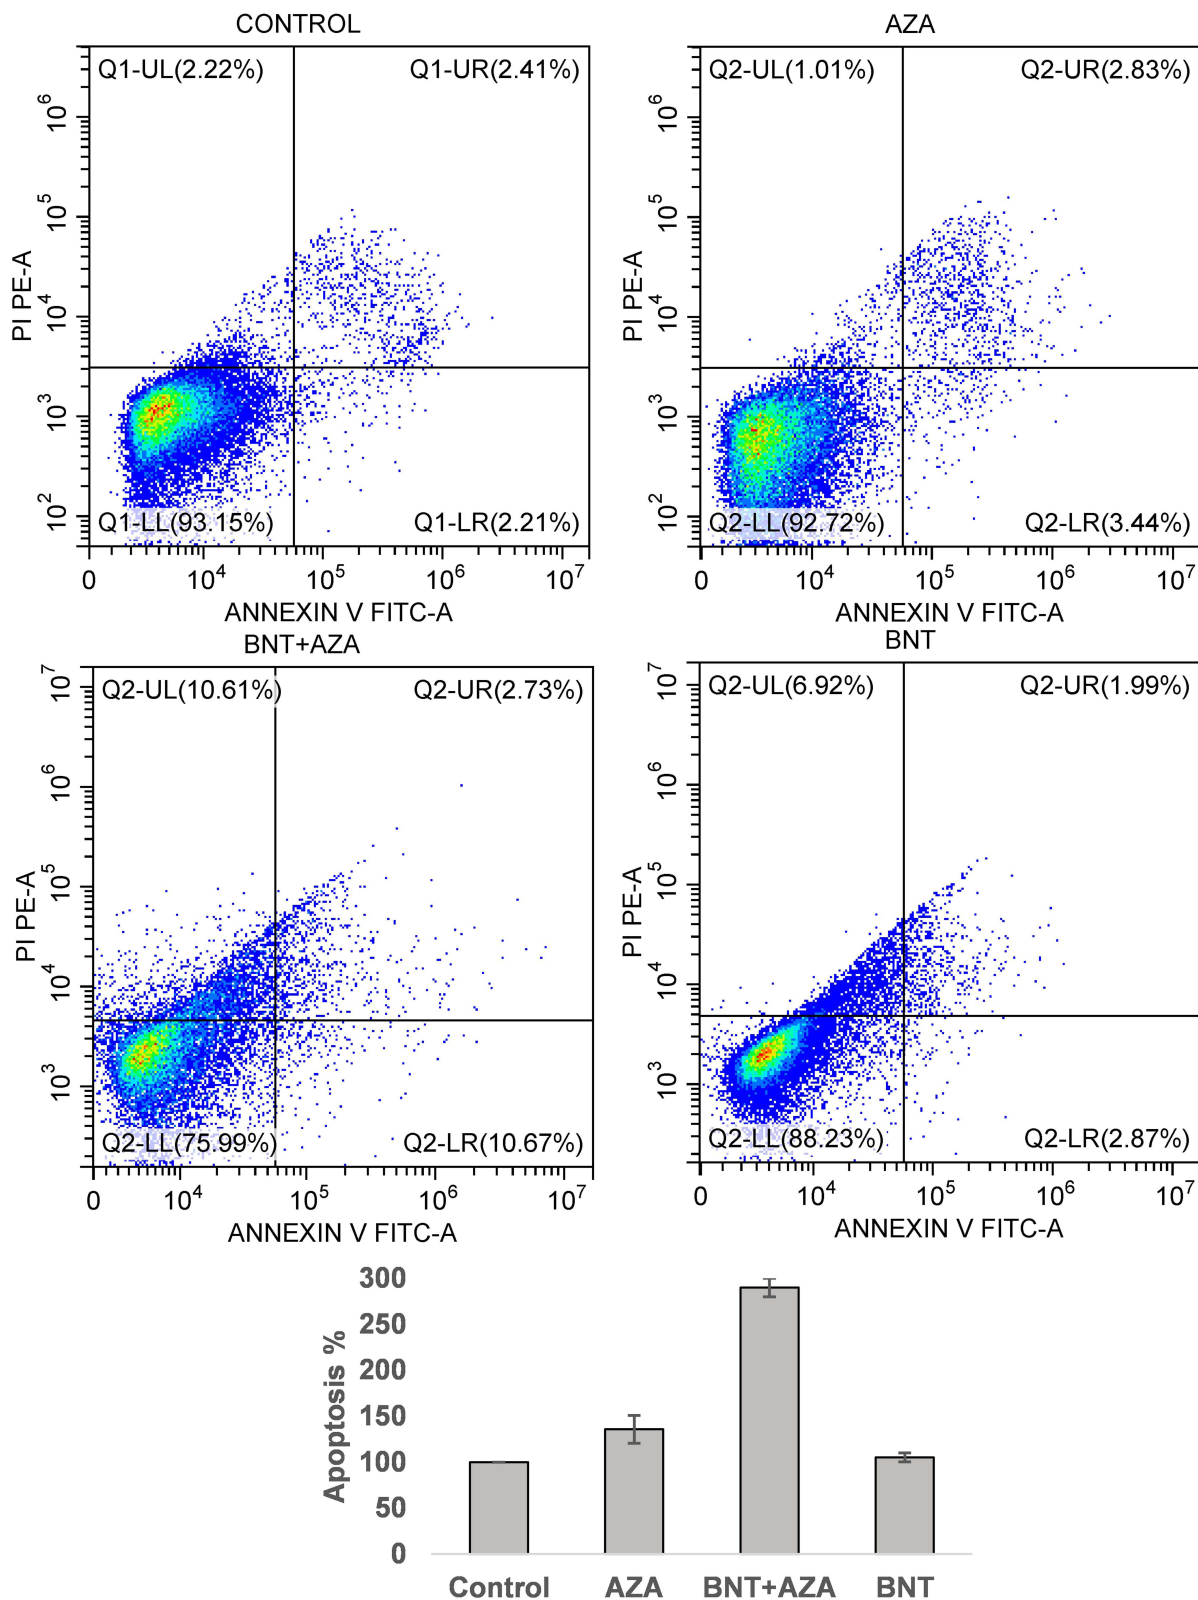 CONTROL
Q1-UL(2.22%) Q1-UR(2.41%)
10^6
10^5
10^4
10^3
10^2
PI PE-A
Q1-LL(93.15%) Q1-LR(2.21%)
0 10^4 10^5 10^6 10^7
ANNEXIN V FITC-A
AZA
Q2-UL(1.01%) Q2-UR(2.83%)
10^6
10^5
10^4
10^3
10^2
PI PE-A
Q2-LL(92.72%) Q2-LR(3.44%)
0 10^4 10^5 10^6 10^7
ANNEXIN V FITC-A
BNT+AZA
Q2-UL(10.61%) Q2-UR(2.73%)
10^7
10^6
10^5
10^4
10^3
PI PE-A
Q2-LL(75.99%) Q2-LR(10.67%)
0 10^4 10^5 10^6 10^7
ANNEXIN V FITC-A
BNT
Q2-UL(6.92%) Q2-UR(1.99%)
10^7
10^6
10^5
10^4
10^3
PI PE-A
Q2-LL(88.23%) Q2-LR(2.87%)
0 10^4 10^5 10^6 10^7
ANNEXIN V FITC-A
300
250
200
150
100
50
0
Apoptosis %
Control AZA BNT+AZA BNT